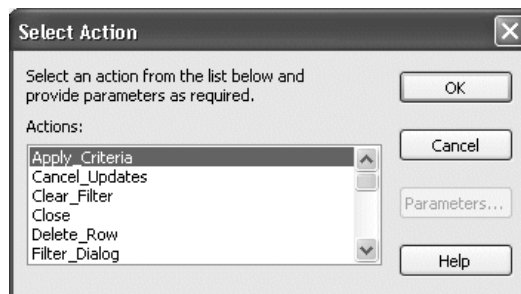 Select Action
Select an action from the list below and
provide parameters as required.
Actions:
Apply_Criteria
Cancel_Updates
Clear_Filter
Close
Delete_Row
Filter_Dialog
OK
Cancel
Parameters...
Help